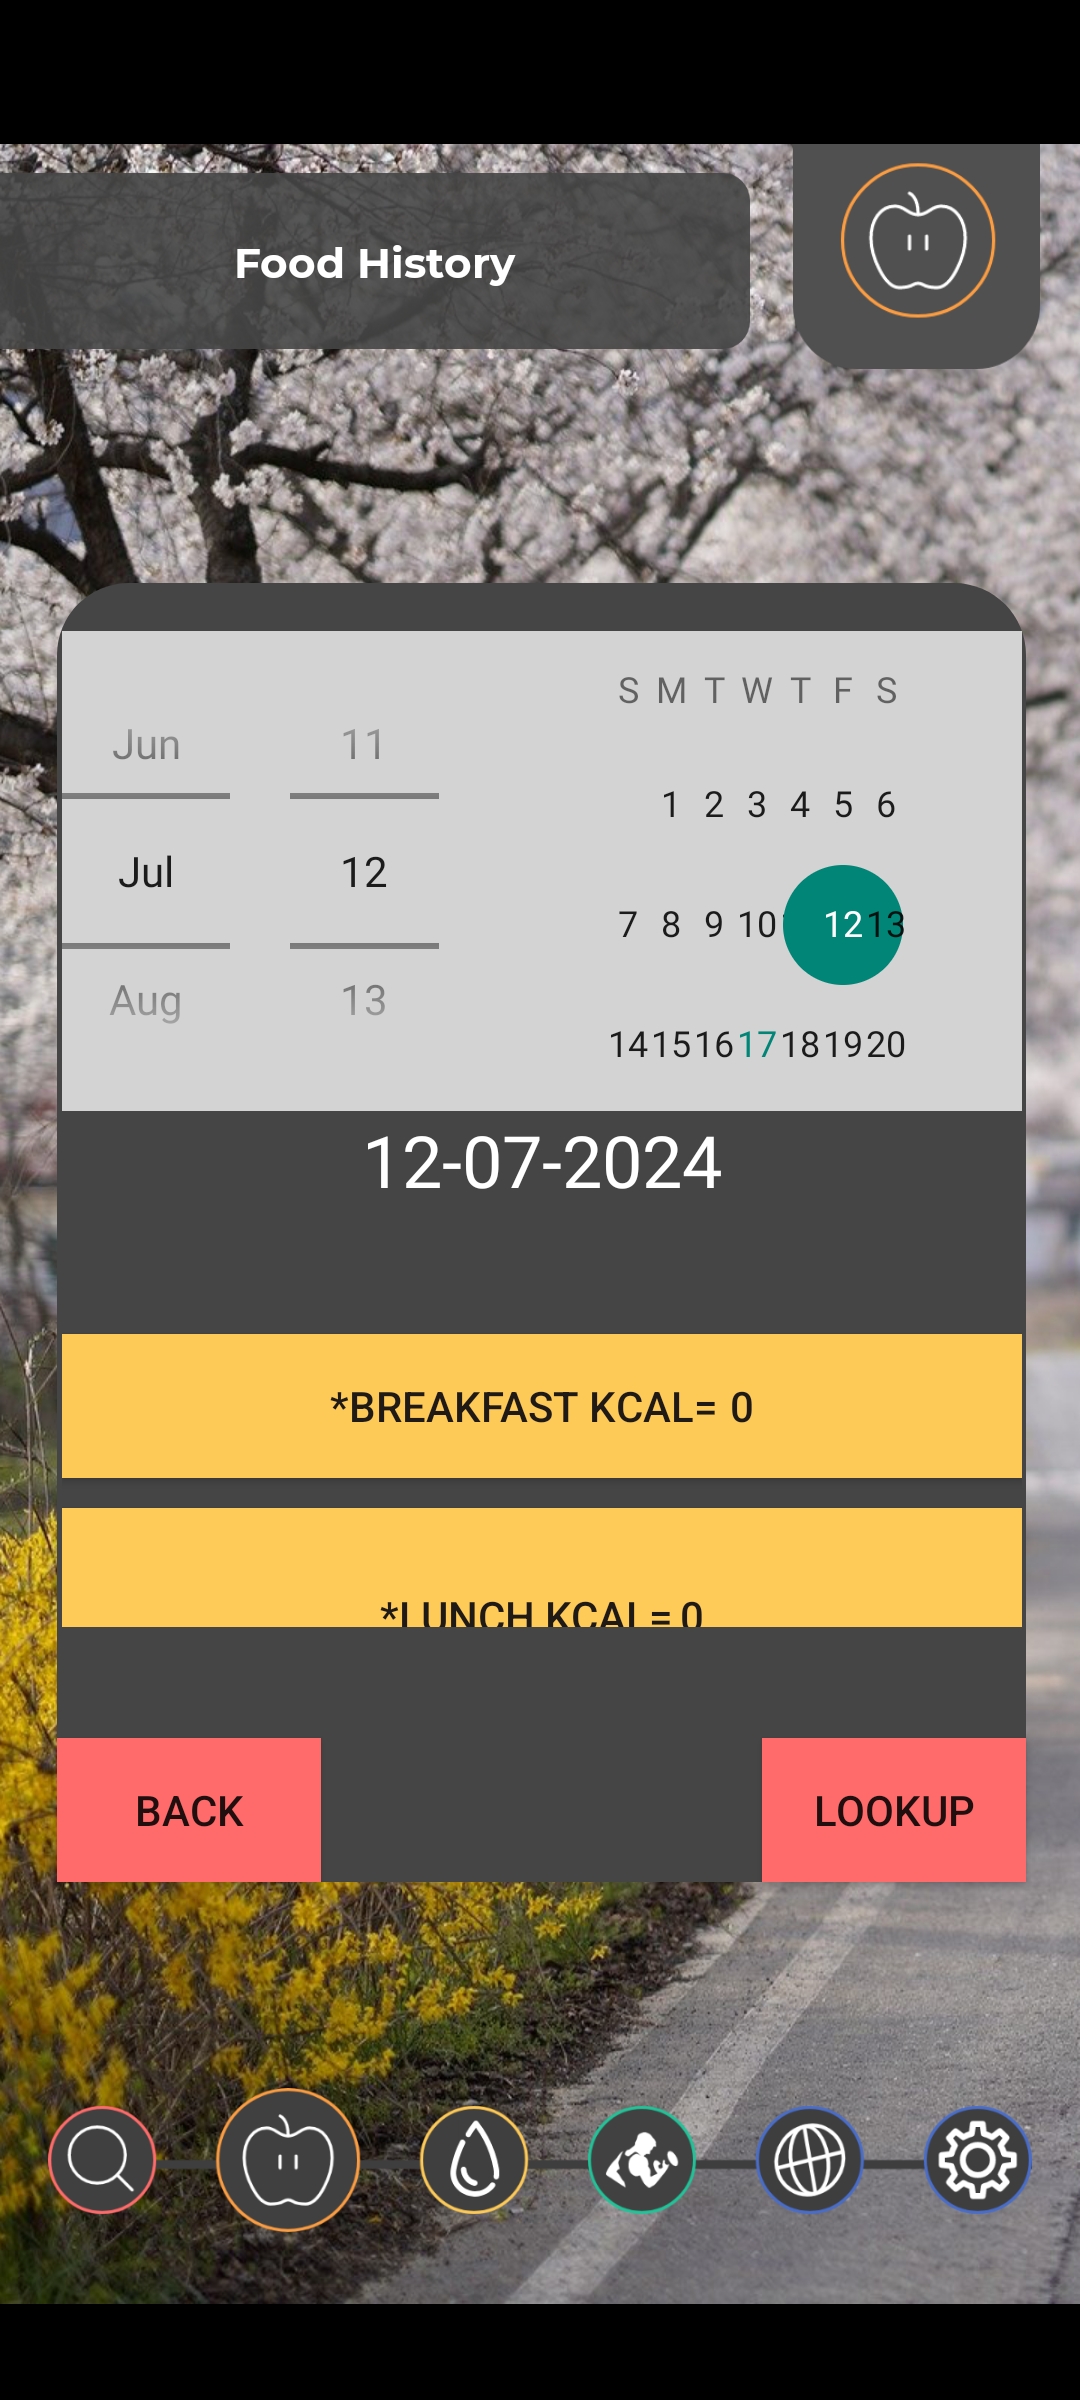 Food History
Jun 11
Jul 12
Aug 13
S M T W T F S
1 2 3 4 5 6
7 8 9 10 12 13
14 15 16 17 18 19 20
12-07-2024
*BREAKFAST KCAL= 0
*LUNCH KCAL= 0
BACK
LOOKUP